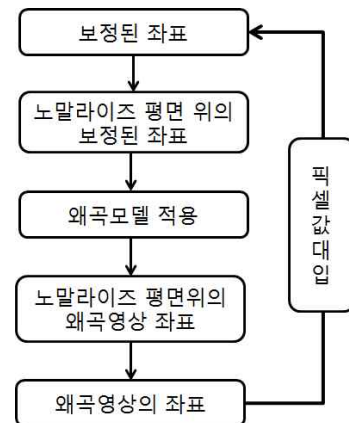 보정된 좌표
노말라이즈 평면 위의
보정된 좌표
왜곡모델 적용
노말라이즈 평면위의
왜곡영상 좌표
왜곡영상의 좌표
픽
셀
값
대
입